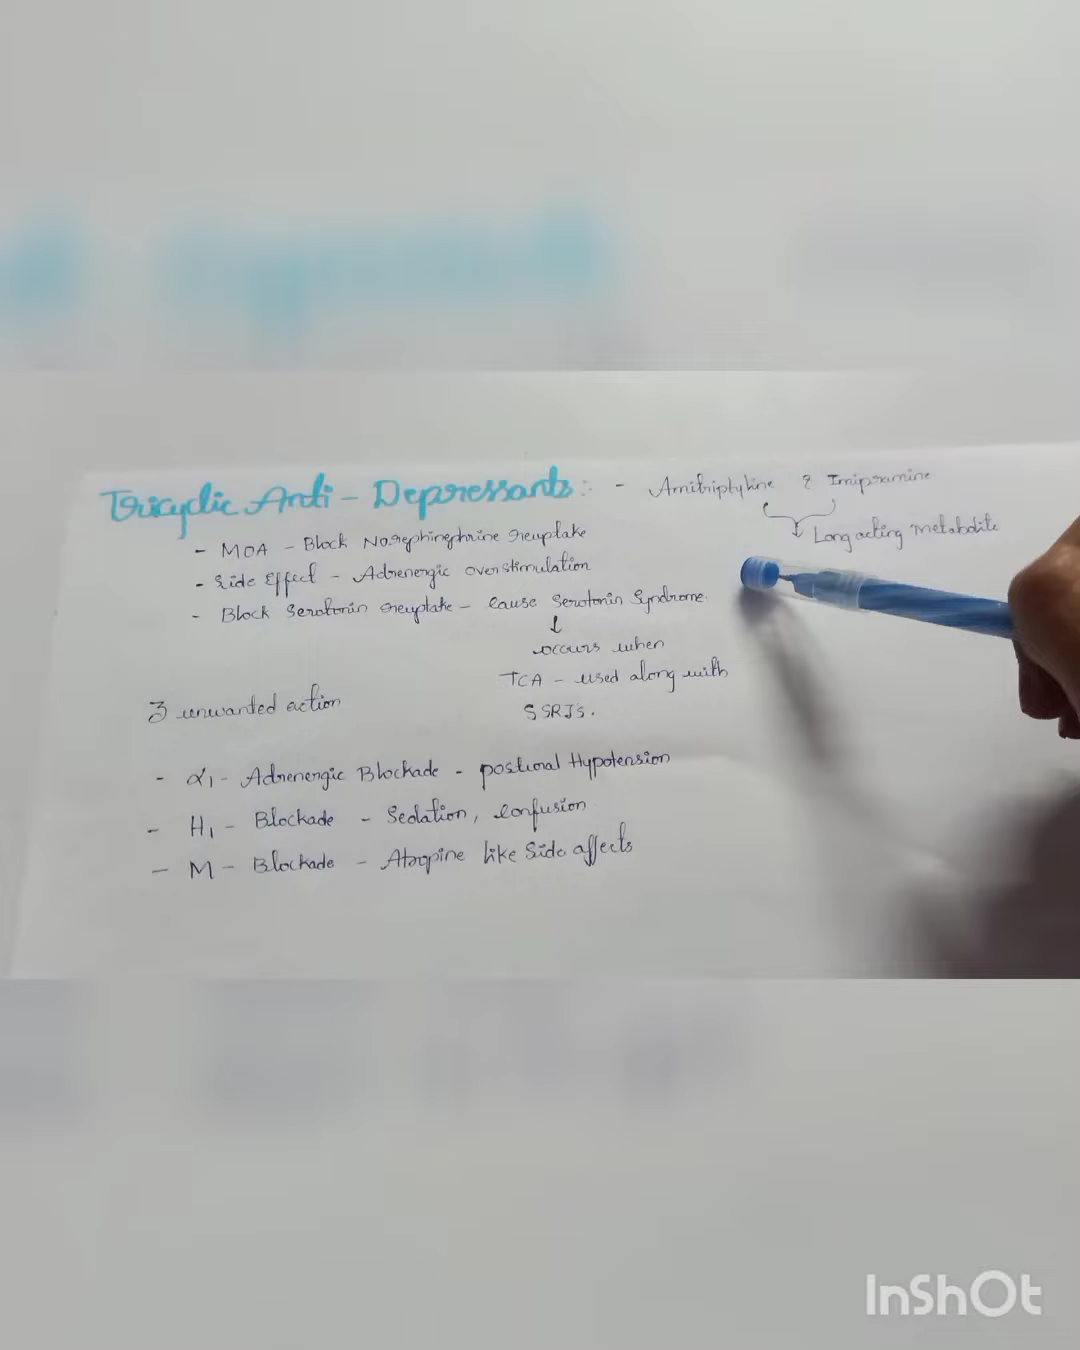 Tricyclic Anti - Depressants :- - Amitriptyline & Imipramine
Long acting Metabolite
- MOA - Block Norephinephrine reuptake
- Side Effect - Adrenergic overstimulation
- Block Serotonin reuptake - cause Serotonin Syndrome.
occurs when
TCA - used along with
SSRIs.
3 unwanted action
- α1 - Adrenergic Blockade - postural Hypotension
- H1 - Blockade - Sedation, confusion
- M - Blockade - Atropine like Side affects
InShOt